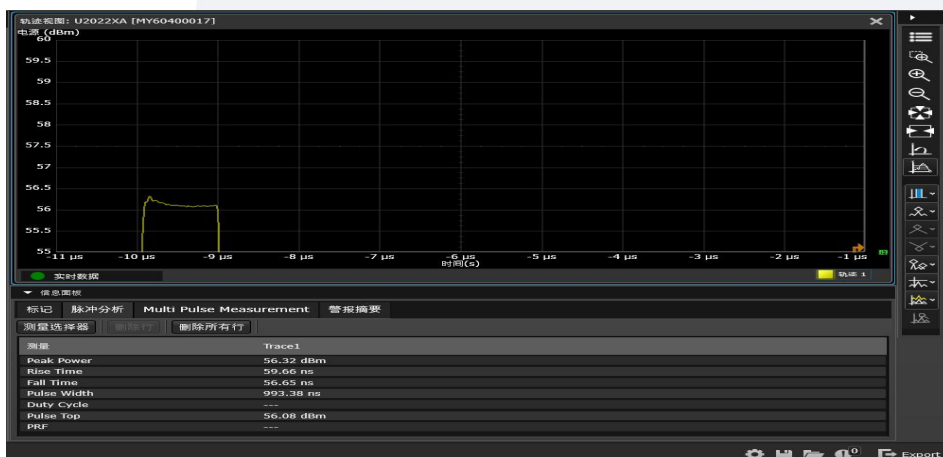 轨迹视图: U2022XA [MY60400017]
电源 (dBm)
60
59.5
59
58.5
58
57.5
57
56.5
56
55.5
55
-11 µs -10 µs -9 µs -8 µs -7 µs -6 µs -5 µs -4 µs -3 µs -2 µs -1 µs
时间(s)
实时数据 轨迹 1
信息面板
标记 脉冲分析 Multi Pulse Measurement 警报摘要
测量选择器 删除行 删除所有行
测量 Trace1
Peak Power 56.32 dBm
Rise Time 59.66 ns
Fall Time 56.65 ns
Pulse Width 993.38 ns
Duty Cycle ---
Pulse Top 56.08 dBm
PRF ---
0 Export